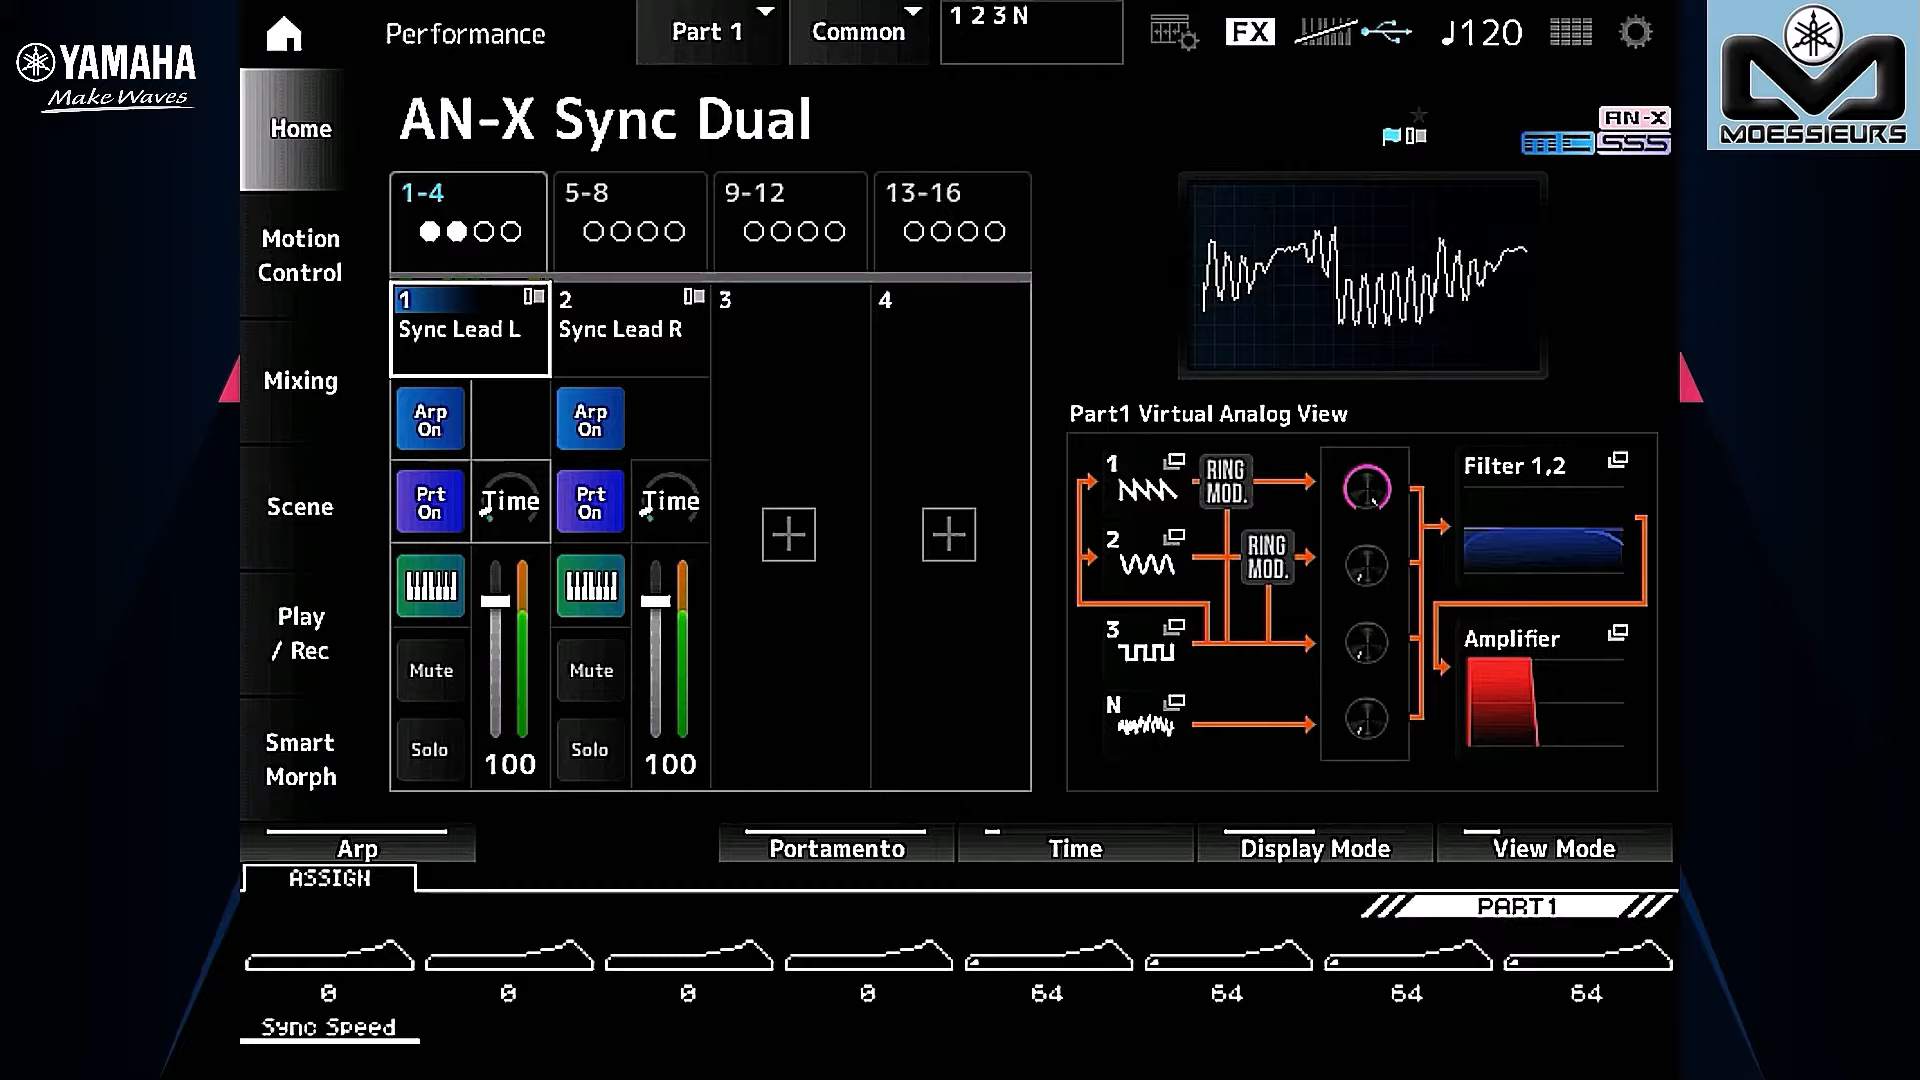 YAMAHA
Make Waves
Performance
Part 1
Common
1 2 3 N
FX
♩120
MOESSIEURS
Home
AN-X Sync Dual
AN-X
1-4
5-8
9-12
13-16
Motion
Control
1
Sync Lead L
2
Sync Lead R
3
4
Mixing
Arp
On
Arp
On
Part1 Virtual Analog View
Scene
Prt
On
Time
Prt
On
Time
1
RING
MOD.
2
RING
MOD.
3
N
Filter 1,2
Amplifier
Play
/ Rec
Mute
Mute
Smart
Morph
Solo
100
Solo
100
Arp
Portamento
Time
Display Mode
View Mode
ASSIGN
PART1
0
0
0
0
64
64
64
64
Sync Speed